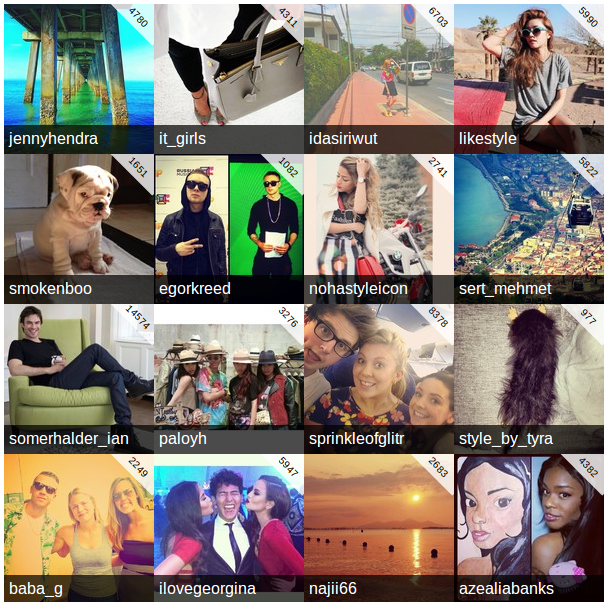 4780
jennyhendra
4311
it_girls
6703
idasiriwut
5990
likestyle
1651
smokenboo
1082
egorkreed
2741
nohastyleicon
5822
sert_mehmet
14574
somerhalder_ian
3276
paloyh
8378
sprinkleofglitr
977
style_by_tyra
2249
baba_g
5947
ilovegeorgina
2683
najii66
4382
azealiabanks